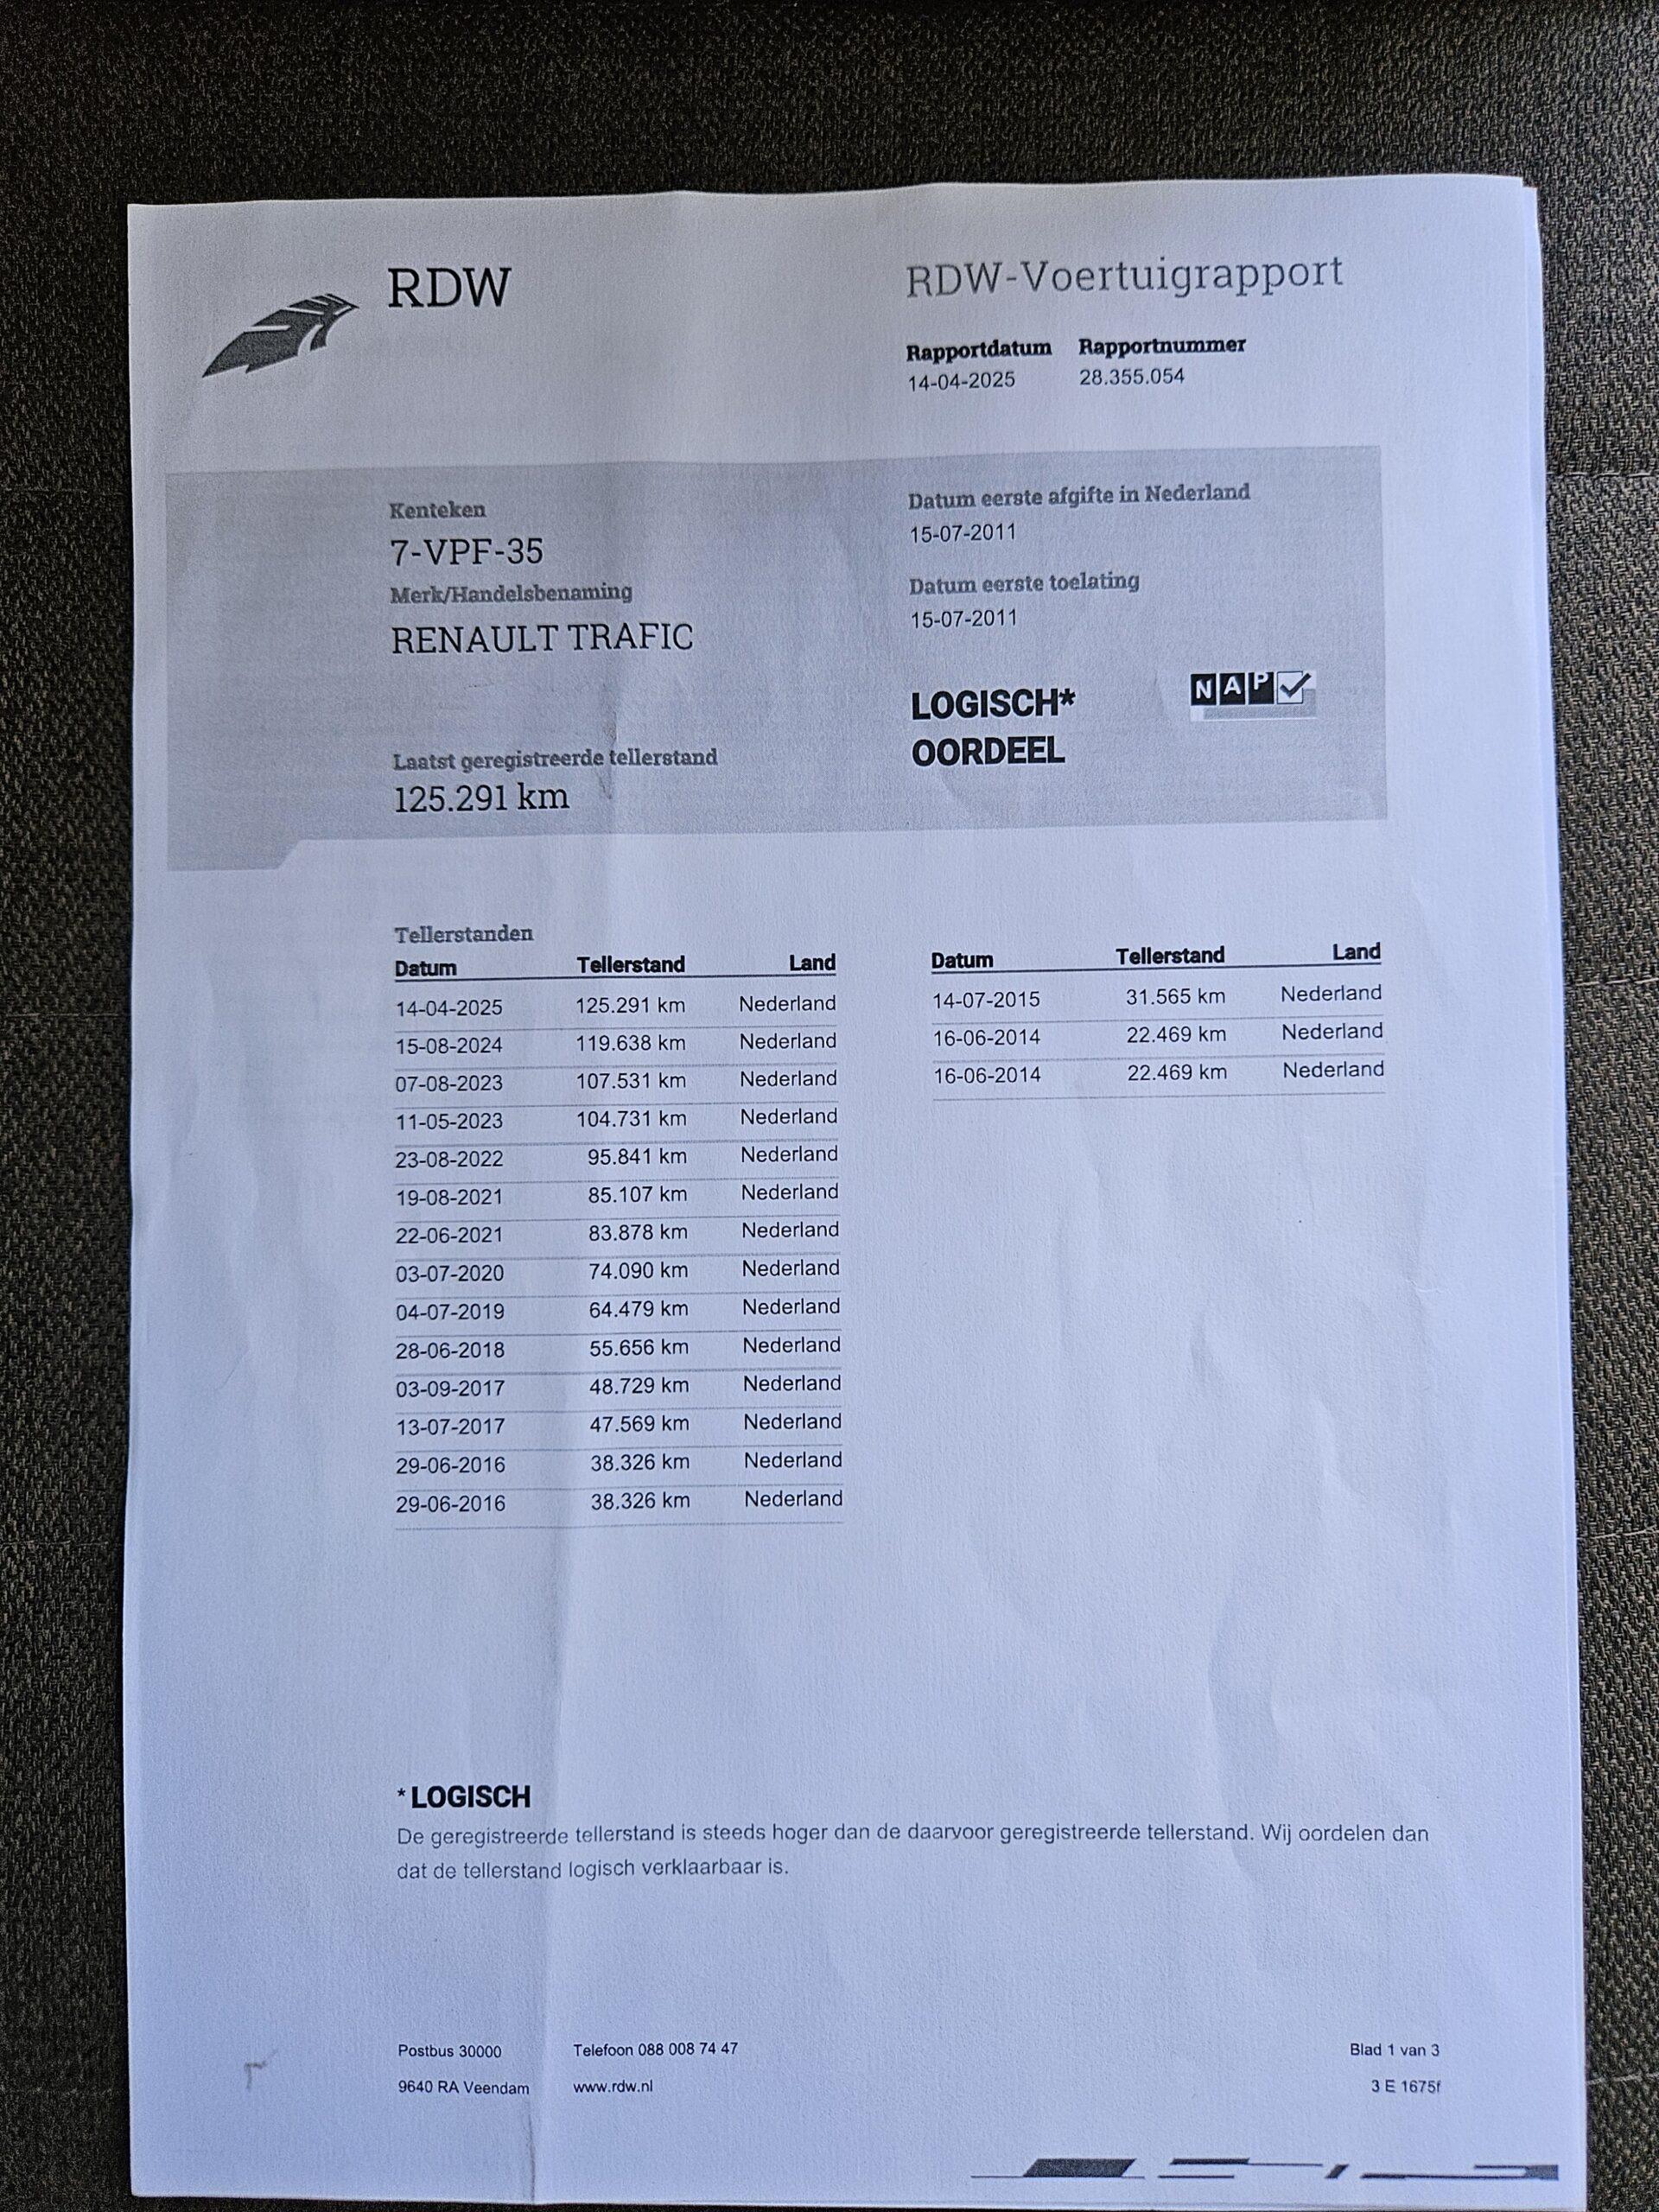 RDW
RDW-Voertuigrapport
Rapportdatum Rapportnummer
14-04-2025 28.355.054
Kenteken
7-VPF-35
Merk/Handelsbenaming
RENAULT TRAFIC
Laatst geregistreerde tellerstand
125.291 km
Datum eerste afgifte in Nederland
15-07-2011
Datum eerste toelating
15-07-2011
LOGISCH*
OORDEEL
NAP
Tellerstanden
Datum Tellerstand Land
14-04-2025 125.291 km Nederland
15-08-2024 119.638 km Nederland
07-08-2023 107.531 km Nederland
11-05-2023 104.731 km Nederland
23-08-2022 95.841 km Nederland
19-08-2021 85.107 km Nederland
22-06-2021 83.878 km Nederland
03-07-2020 74.090 km Nederland
04-07-2019 64.479 km Nederland
28-06-2018 55.656 km Nederland
03-09-2017 48.729 km Nederland
13-07-2017 47.569 km Nederland
29-06-2016 38.326 km Nederland
29-06-2016 38.326 km Nederland
Datum Tellerstand Land
14-07-2015 31.565 km Nederland
16-06-2014 22.469 km Nederland
16-06-2014 22.469 km Nederland
* LOGISCH
De geregistreerde tellerstand is steeds hoger dan de daarvoor geregistreerde tellerstand. Wij oordelen dan
dat de tellerstand logisch verklaarbaar is.
Postbus 30000 Telefoon 088 008 74 47 Blad 1 van 3
9640 RA Veendam www.rdw.nl 3 E 1675f